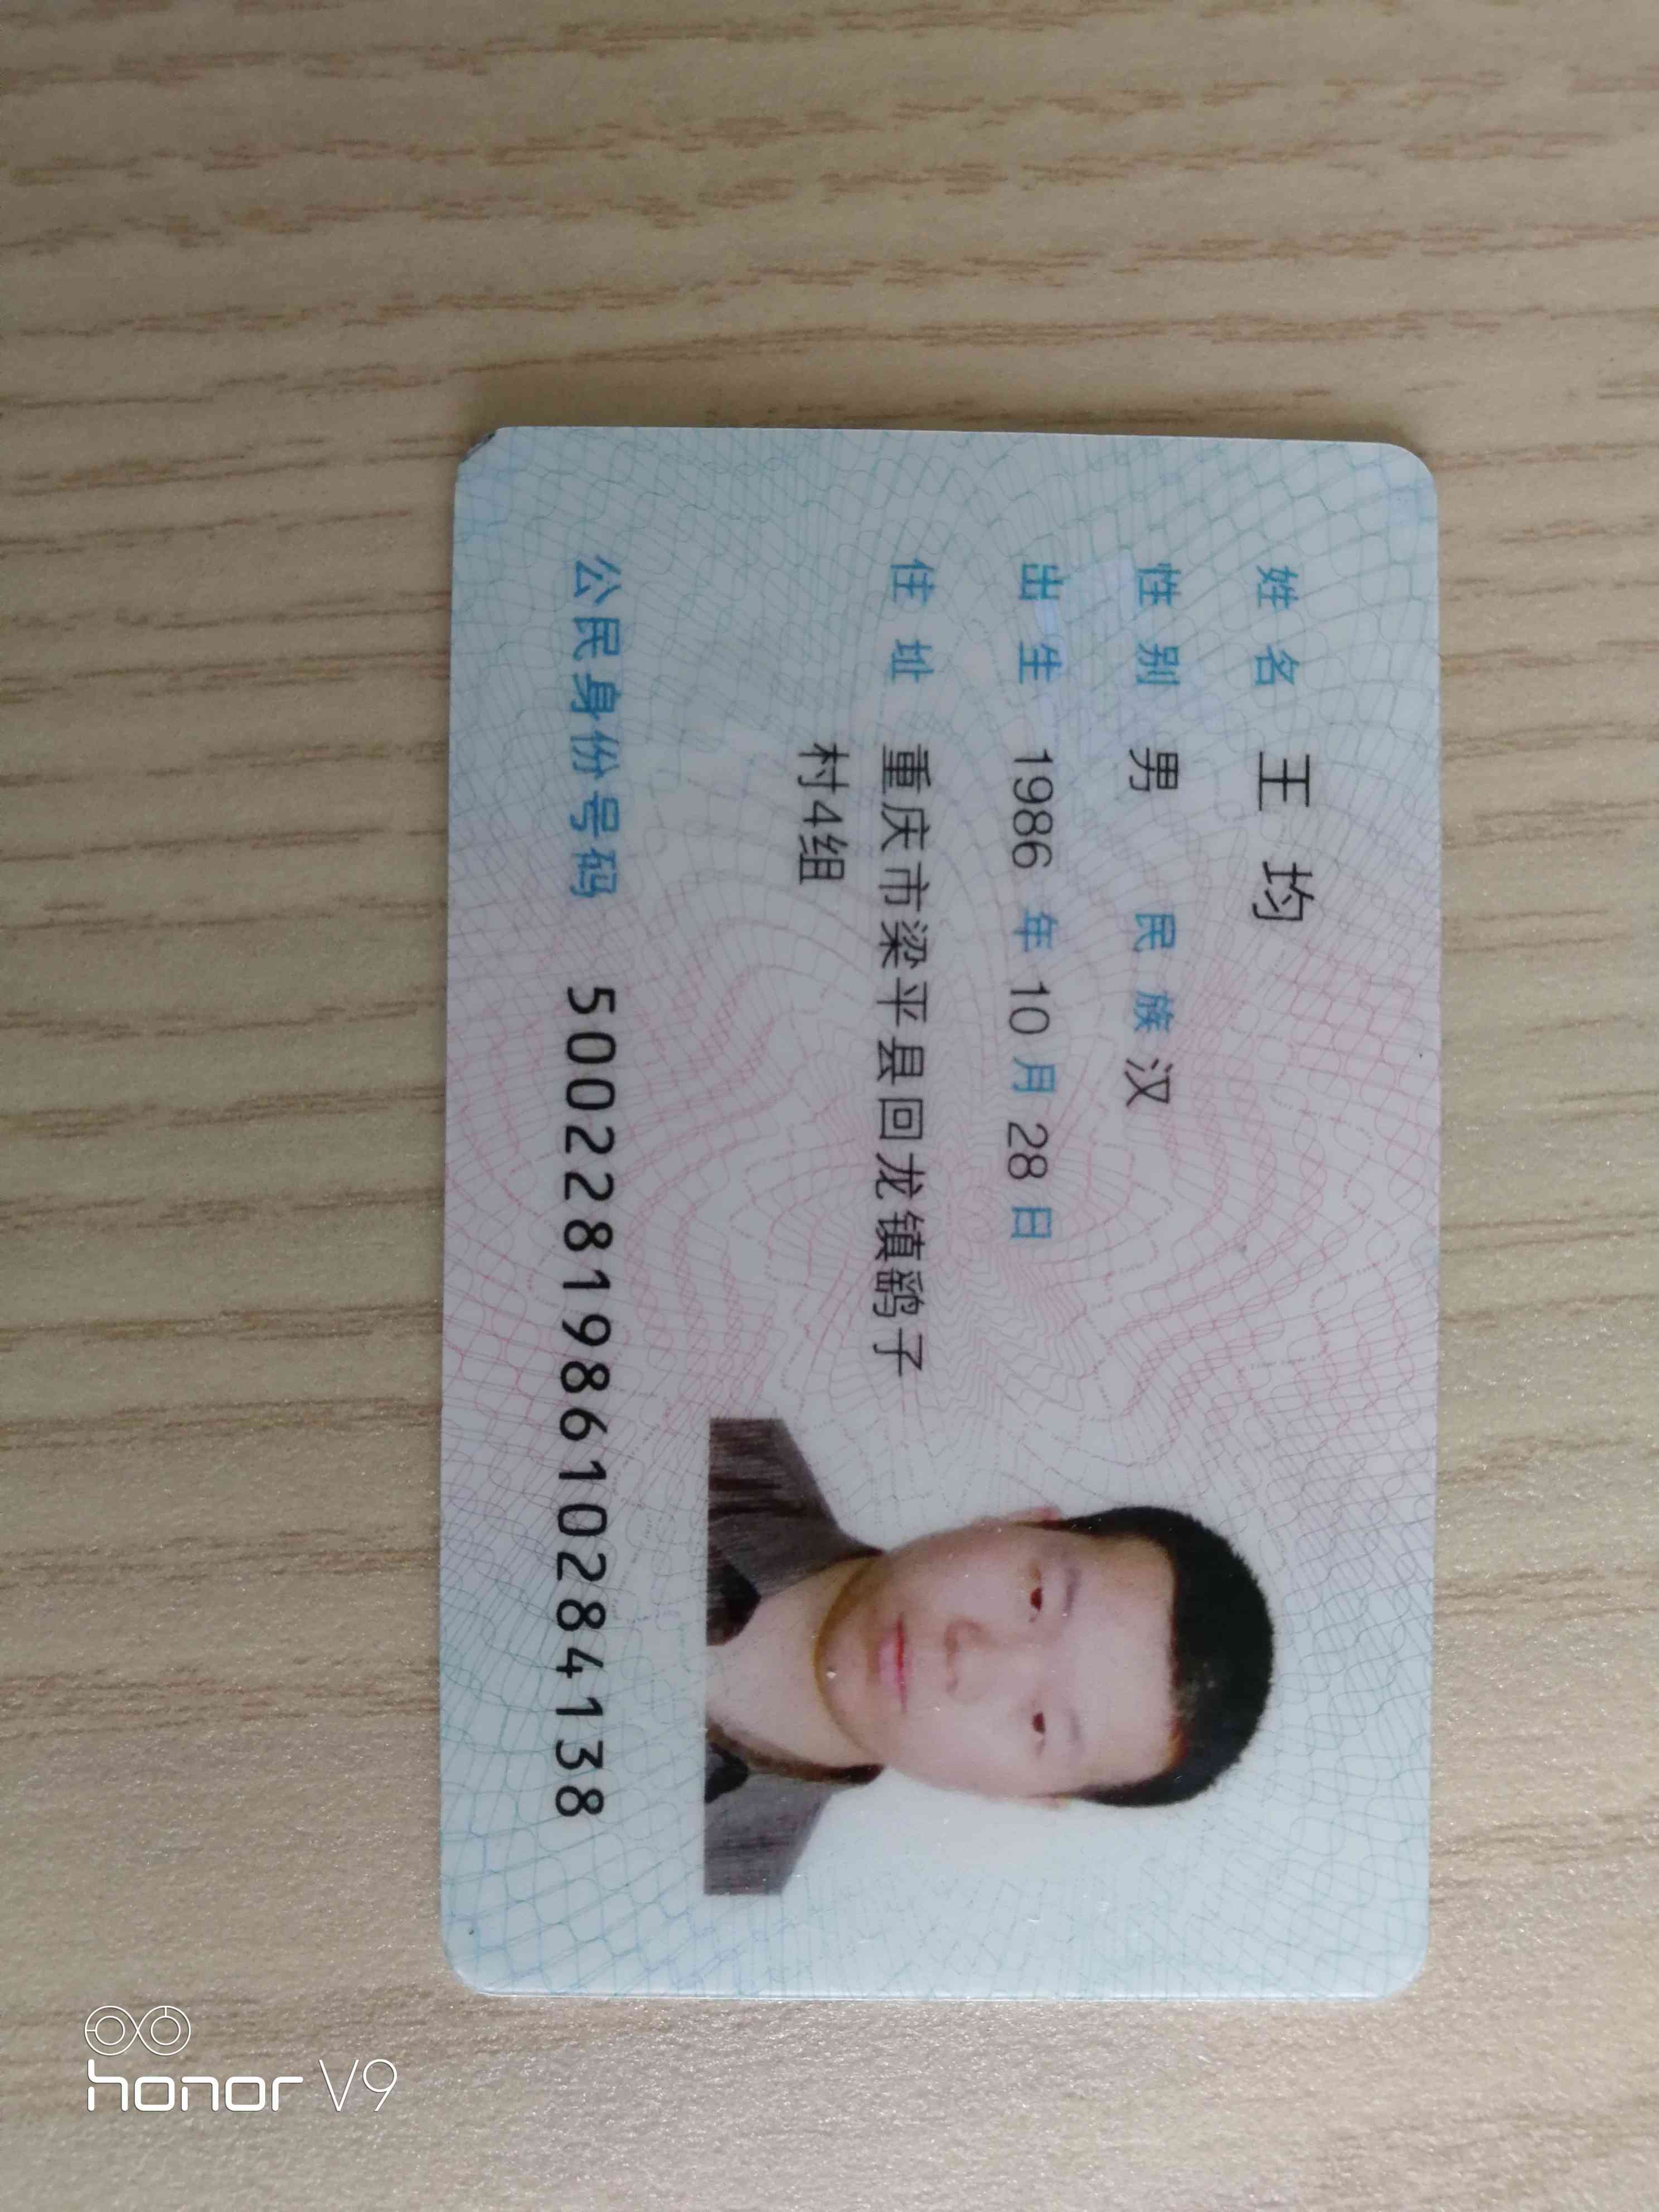 姓名 王均
性别 男 民族 汉
出生 1986 年 10 月 28 日
住址 重庆市梁平县回龙镇鹞子
村4组
公民身份号码 500228198610284138
honor V9